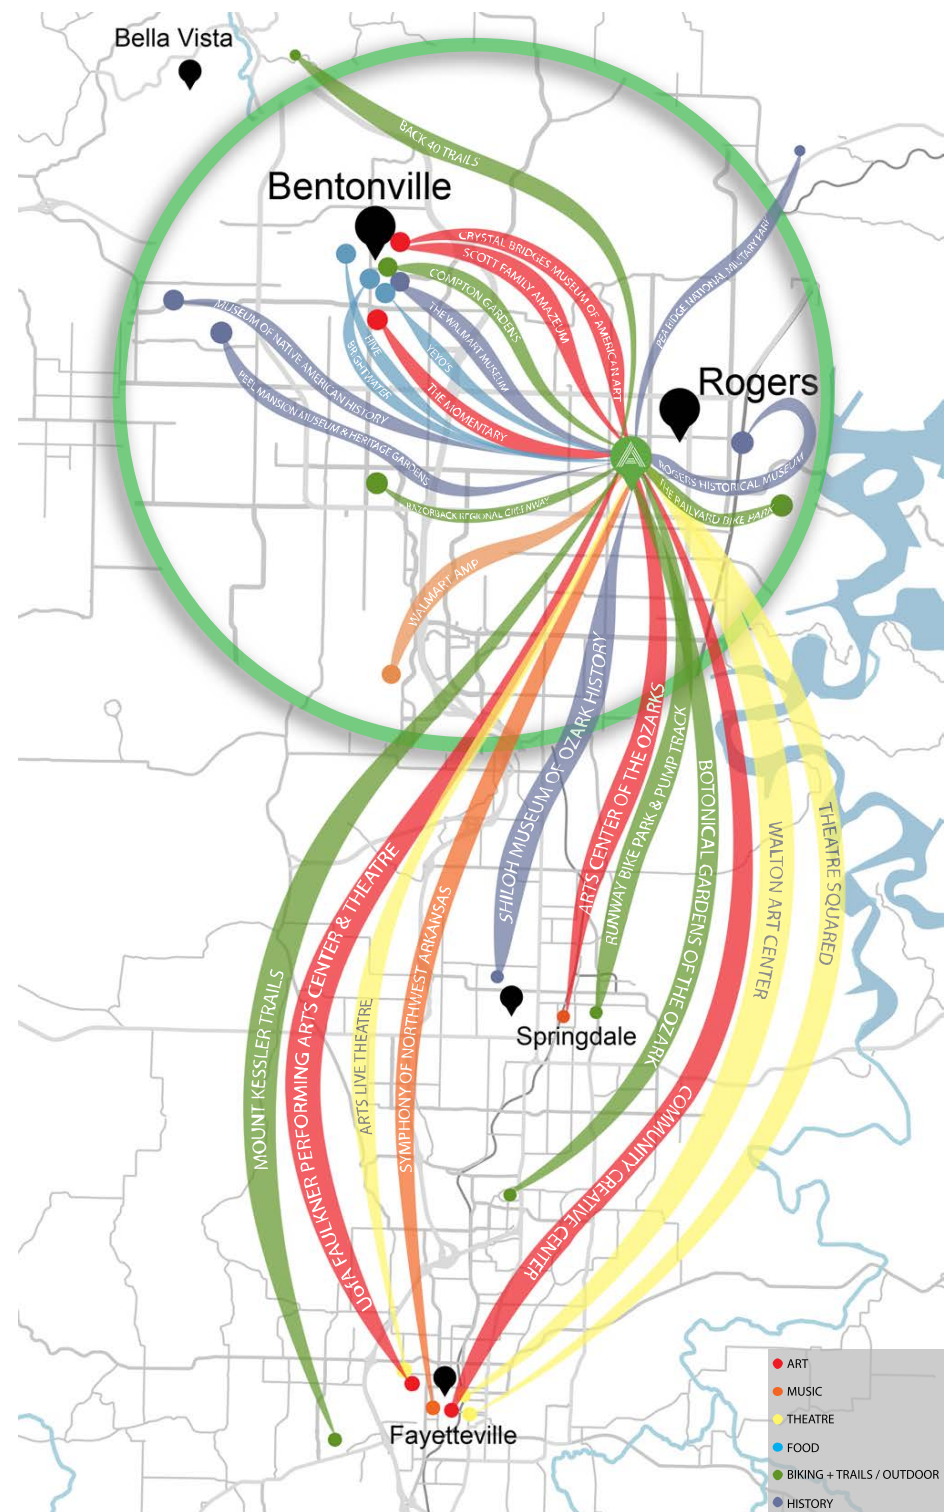 Bella Vista
BACK 40 TRAILS
Bentonville
CRYSTAL BRIDGES MUSEUM OF AMERICAN ART
SCOTT FAMILY AMAZEUM
COMPTON GARDENS
THE WALMART MUSEUM
PEA RIDGE NATIONAL MILITARY PARK
MUSEUM OF NATIVE AMERICAN HISTORY
PEEL MANSION MUSEUM & HERITAGE GARDENS
HIVE
BRIGHTWATER
YEYO'S
THE MOMENTARY
Rogers
ROGERS HISTORICAL MUSEUM
THE RAILYARD BIKE PARK
RAZORBACK REGIONAL GREENWAY
WALMART AMP
SHILOH MUSEUM OF OZARK HISTORY
ARTS CENTER OF THE OZARKS
RUNWAY BIKE PARK & PUMP TRACK
BOTONICAL GARDENS OF THE OZARK
WALTON ART CENTER
THEATRE SQUARED
MOUNT KESSLER TRAILS
UofA FAULKNER PERFORMING ARTS CENTER & THEATRE
ARTS LIVE THEATRE
SYMPHONY OF NORTHWEST ARKANSAS
COMMUNITY CREATIVE CENTER
Springdale
Fayetteville
ART
MUSIC
THEATRE
FOOD
BIKING + TRAILS / OUTDOOR
HISTORY